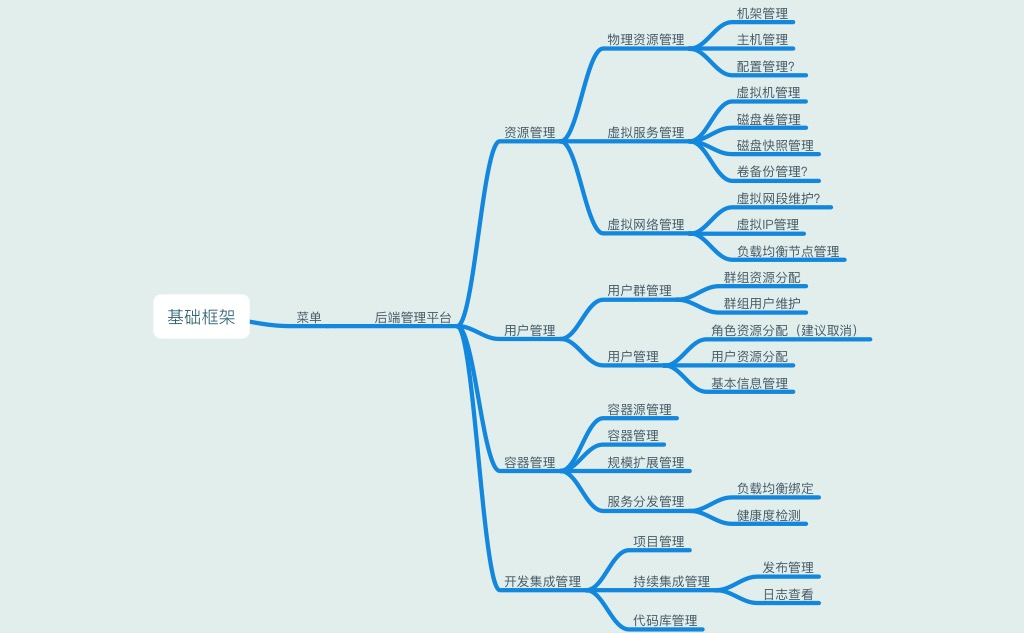 基础框架
菜单
后端管理平台
资源管理
物理资源管理
机架管理
主机管理
配置管理?
虚拟服务管理
虚拟机管理
磁盘卷管理
磁盘快照管理
卷备份管理?
虚拟网络管理
虚拟网段维护?
虚拟IP管理
负载均衡节点管理
用户管理
用户群管理
群组资源分配
群组用户维护
用户管理
角色资源分配（建议取消）
用户资源分配
基本信息管理
容器管理
容器源管理
容器管理
规模扩展管理
服务分发管理
负载均衡绑定
健康度检测
开发集成管理
项目管理
持续集成管理
发布管理
日志查看
代码库管理